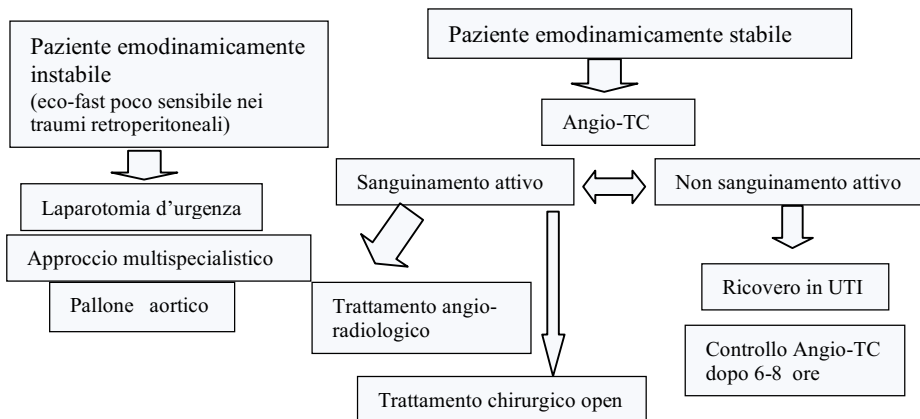 Paziente emodinamicamente
instabile
(eco-fast poco sensibile nei
traumi retroperitoneali)
Laparotomia d'urgenza
Approccio multispecialistico
Pallone aortico
Paziente emodinamicamente stabile
Angio-TC
Sanguinamento attivo
Non sanguinamento attivo
Trattamento angio-
radiologico
Trattamento chirurgico open
Ricovero in UTI
Controllo Angio-TC
dopo 6-8 ore